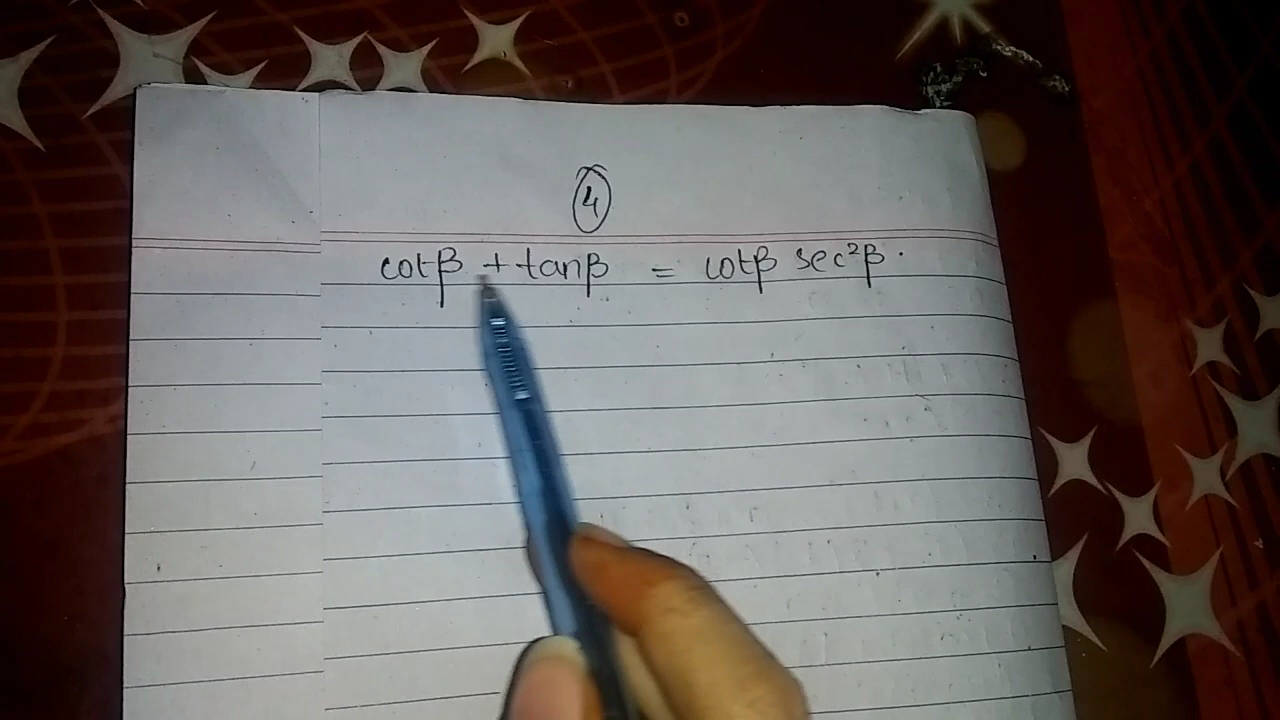 4
cotβ + tanβ = cotβ sec²β.